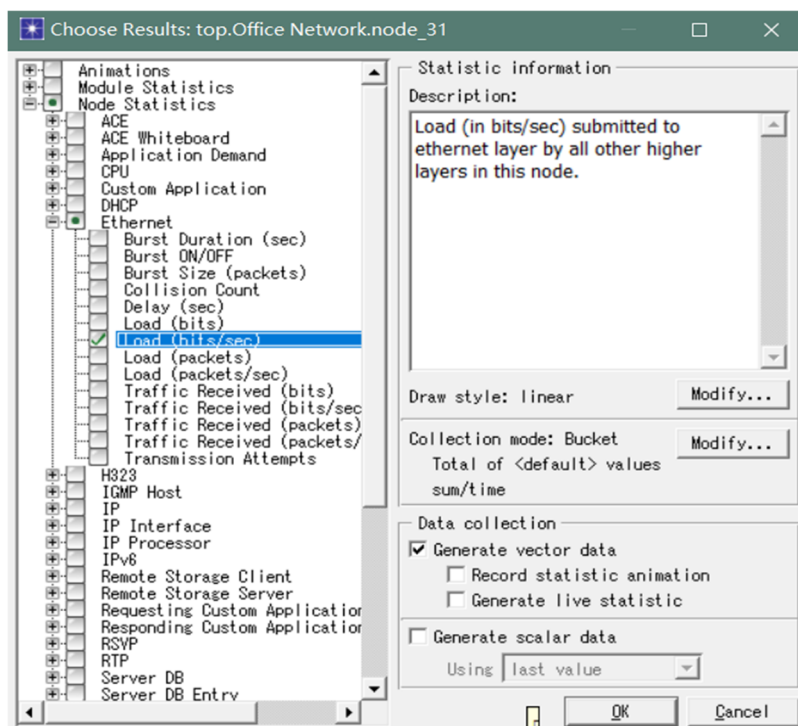 Choose Results: top.Office Network.node_31
Animations
Module Statistics
Node Statistics
ACE
ACE Whiteboard
Application Demand
CPU
Custom Application
DHCP
Ethernet
Burst Duration (sec)
Burst ON/OFF
Burst Size (packets)
Collision Count
Delay (sec)
Load (bits)
Load (bits/sec)
Load (packets)
Load (packets/sec)
Traffic Received (bits)
Traffic Received (bits/sec
Traffic Received (packets)
Traffic Received (packets/
Transmission Attempts
H323
IGMP Host
IP
IP Interface
IP Processor
IPv6
Remote Storage Client
Remote Storage Server
Requesting Custom Application
Responding Custom Application
RSVP
RTP
Server DB
Server DB Entry
Statistic information
Description:
Load (in bits/sec) submitted to
ethernet layer by all other higher
layers in this node.
Draw style: linear
Modify...
Collection mode: Bucket
Modify...
Total of <default> values
sum/time
Data collection
Generate vector data
Record statistic animation
Generate live statistic
Generate scalar data
Using last value
OK
Cancel